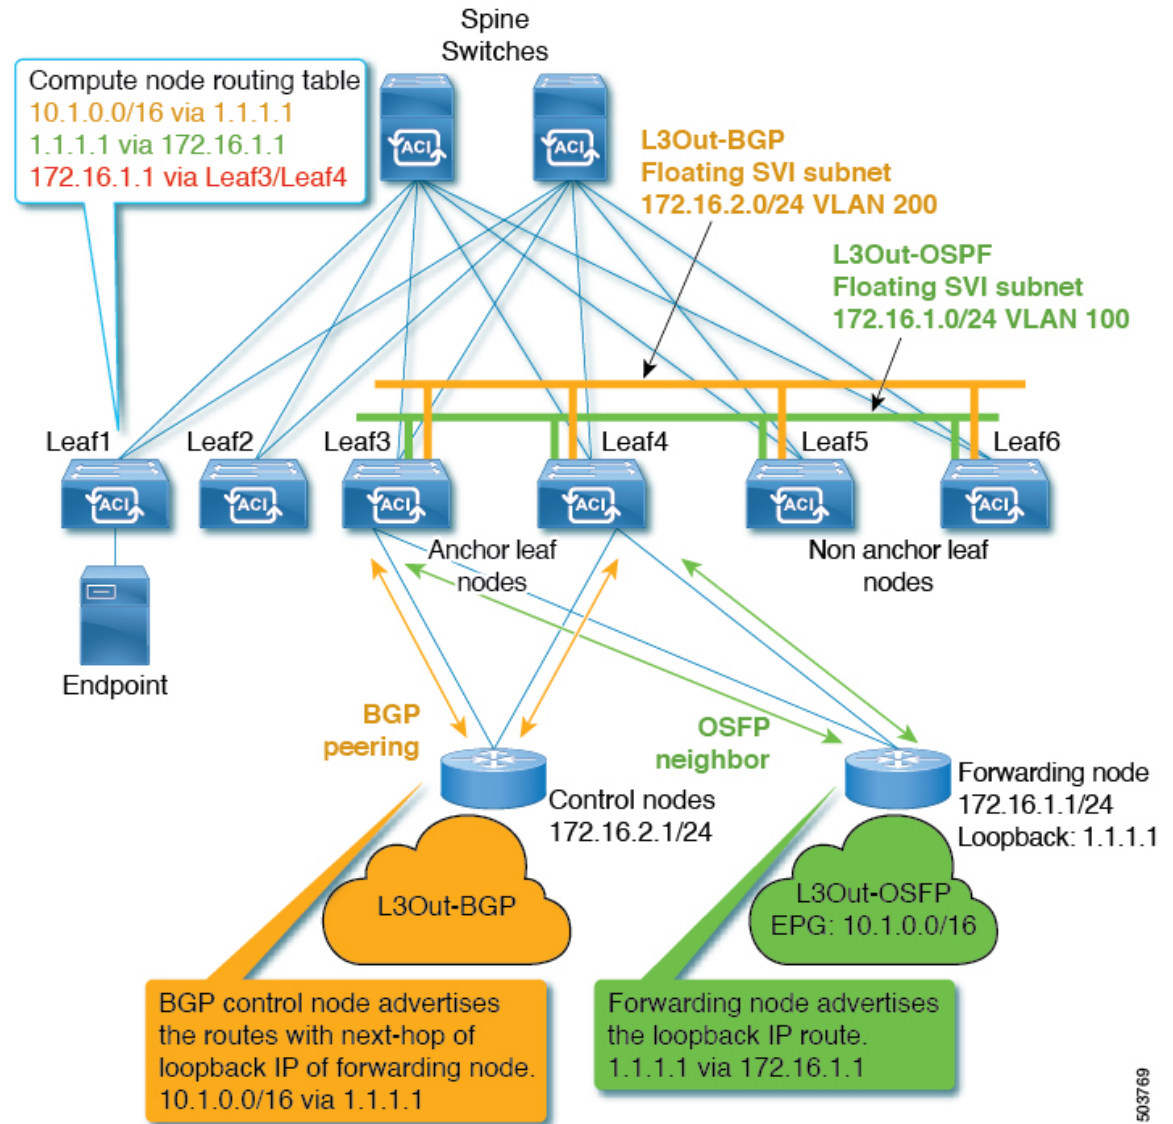 Spine
Switches
Compute node routing table
10.1.0.0/16 via 1.1.1.1
1.1.1.1 via 172.16.1.1
172.16.1.1 via Leaf3/Leaf4
ACI
ACI
L3Out-BGP
Floating SVI subnet
172.16.2.0/24 VLAN 200
L3Out-OSPF
Floating SVI subnet
172.16.1.0/24 VLAN 100
Leaf1
Leaf2
Leaf3
Leaf4
Leaf5
Leaf6
ACI
ACI
ACI
ACI
ACI
ACI
Anchor leaf
nodes
Non anchor leaf
nodes
Endpoint
BGP
peering
OSFP
neighbor
Control nodes
172.16.2.1/24
Forwarding node
172.16.1.1/24
Loopback: 1.1.1.1
L3Out-BGP
L3Out-OSFP
EPG: 10.1.0.0/16
BGP control node advertises
the routes with next-hop of
loopback IP of forwarding node.
10.1.0.0/16 via 1.1.1.1
Forwarding node advertises
the loopback IP route.
1.1.1.1 via 172.16.1.1
503769